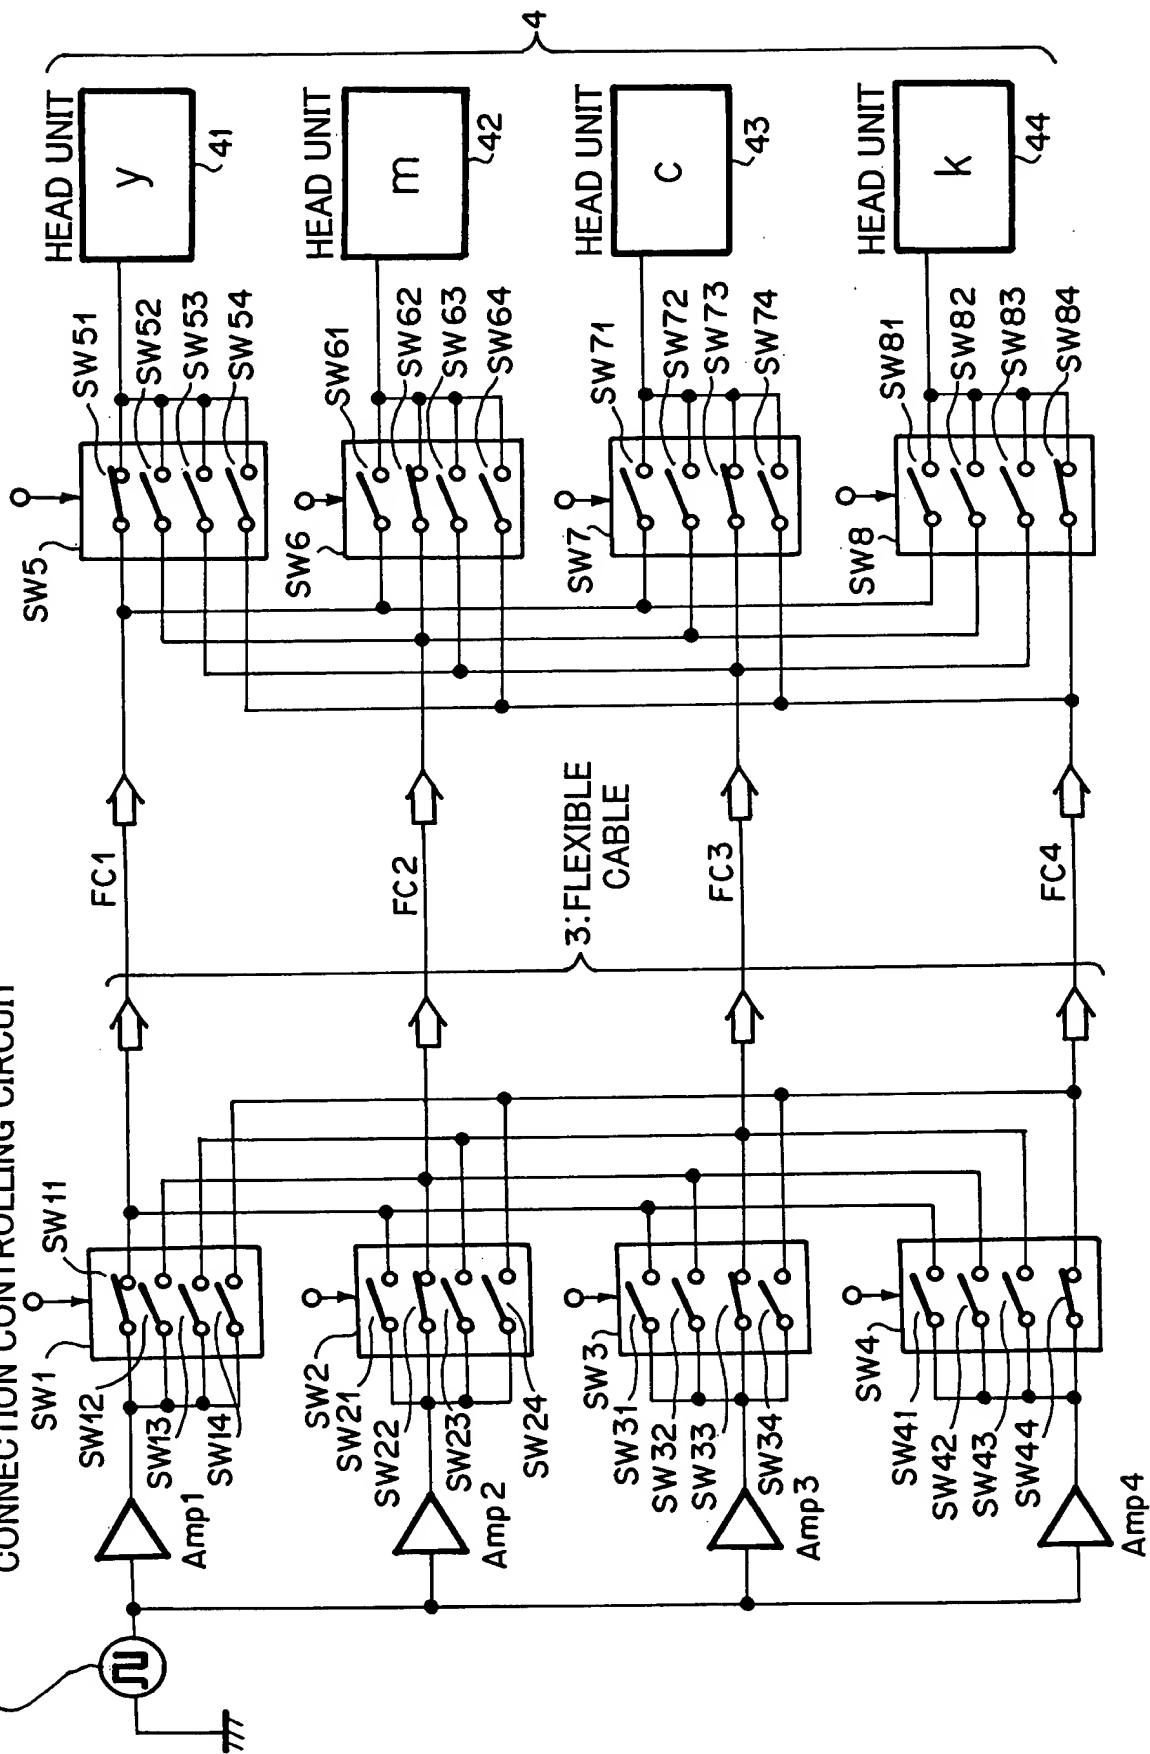 CONNECTION CONTROLLING CIRCUIT
SW1
SW11
SW12
SW13
SW14
Amp1
FC1
SW5
SW51
SW52
SW53
SW54
HEAD UNIT
y
41
SW2
SW21
SW22
SW23
SW24
Amp2
FC2
SW6
SW61
SW62
SW63
SW64
HEAD UNIT
m
42
4
3:FLEXIBLE
CABLE
SW3
SW31
SW32
SW33
SW34
Amp3
FC3
SW7
SW71
SW72
SW73
SW74
HEAD UNIT
c
43
SW4
SW41
SW42
SW43
SW44
Amp4
FC4
SW8
SW81
SW82
SW83
SW84
HEAD UNIT
k
44